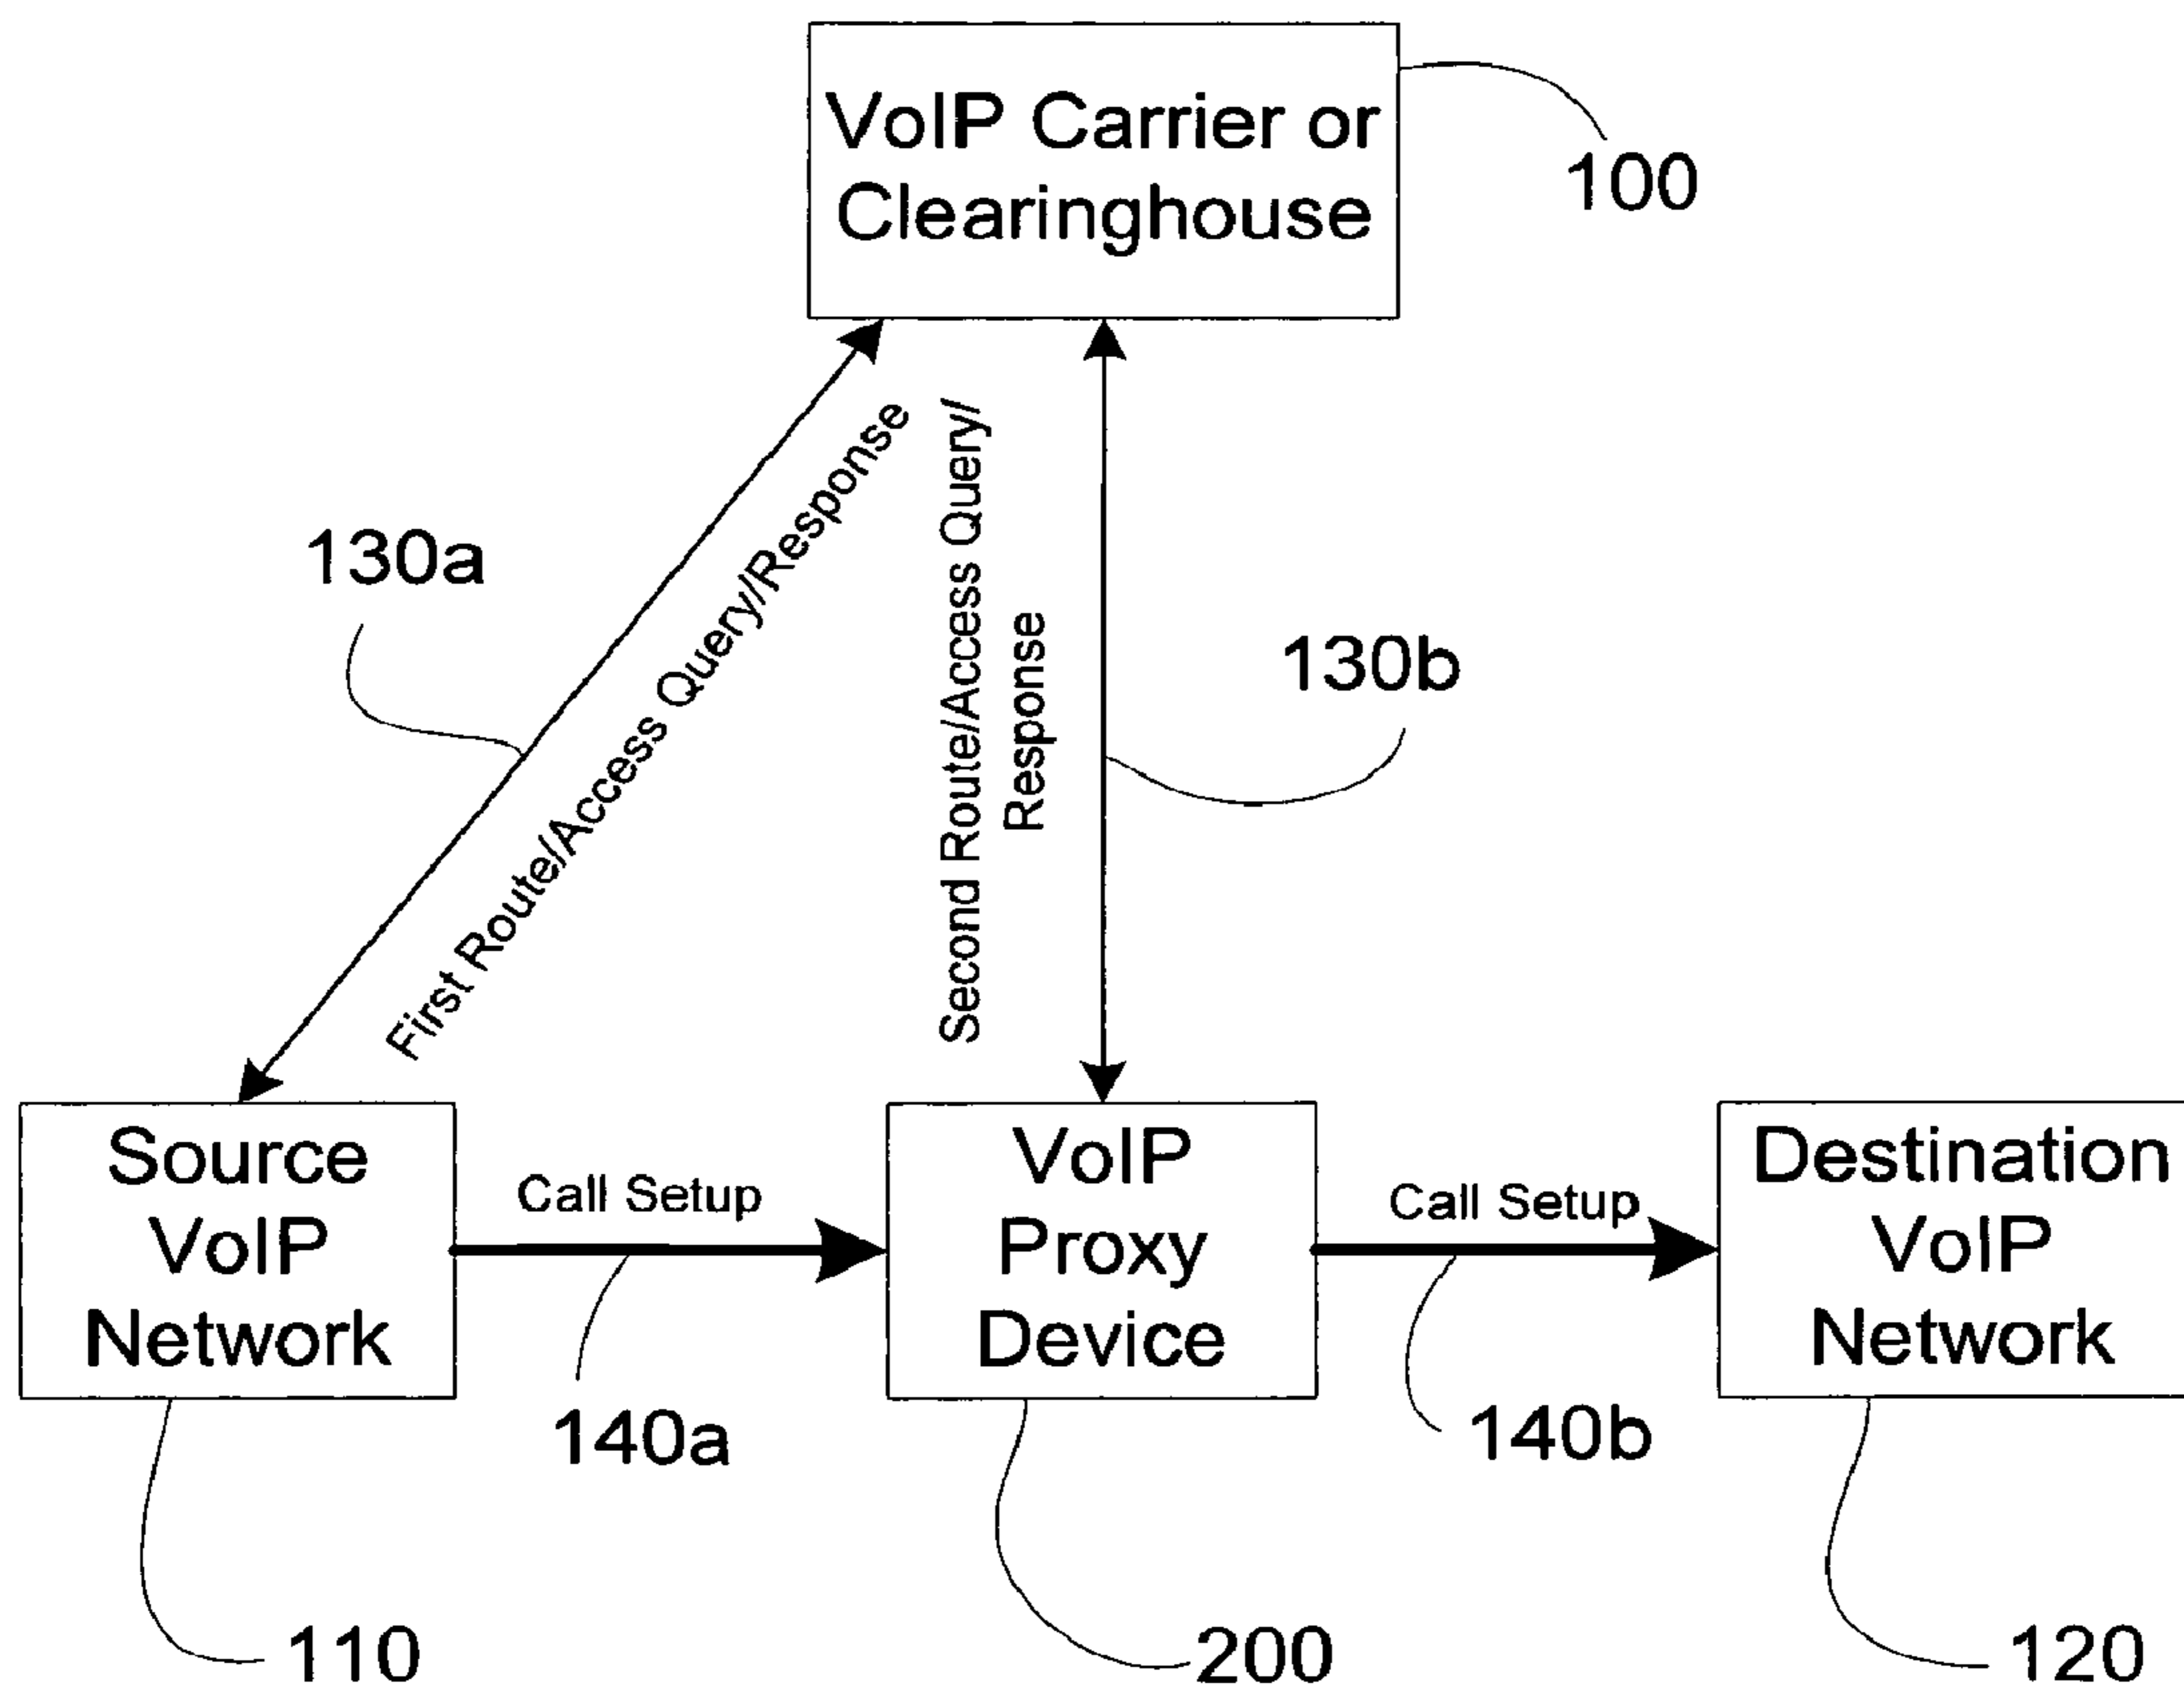 VoIP Carrier or
Clearinghouse
100
130a
First Route/Access Query/Response
Second Route/Access Query/
Response
130b
Source
VoIP
Network
Call Setup
VoIP
Proxy
Device
Call Setup
Destination
VoIP
Network
140a
140b
110
200
120